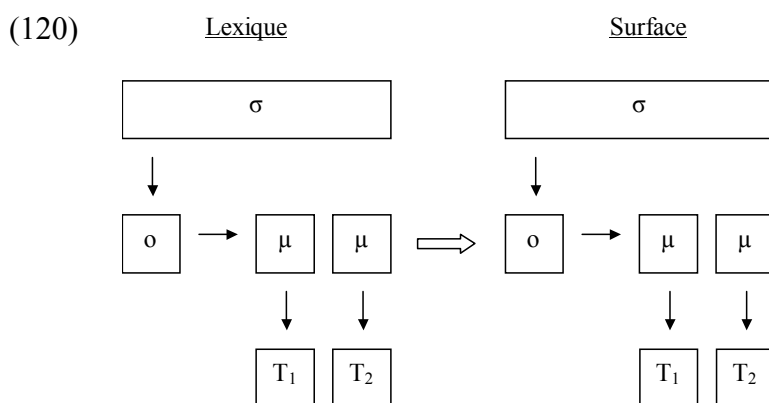 (120) Lexique Surface
σ σ
o μ μ o μ μ
T₁ T₂ T₁ T₂